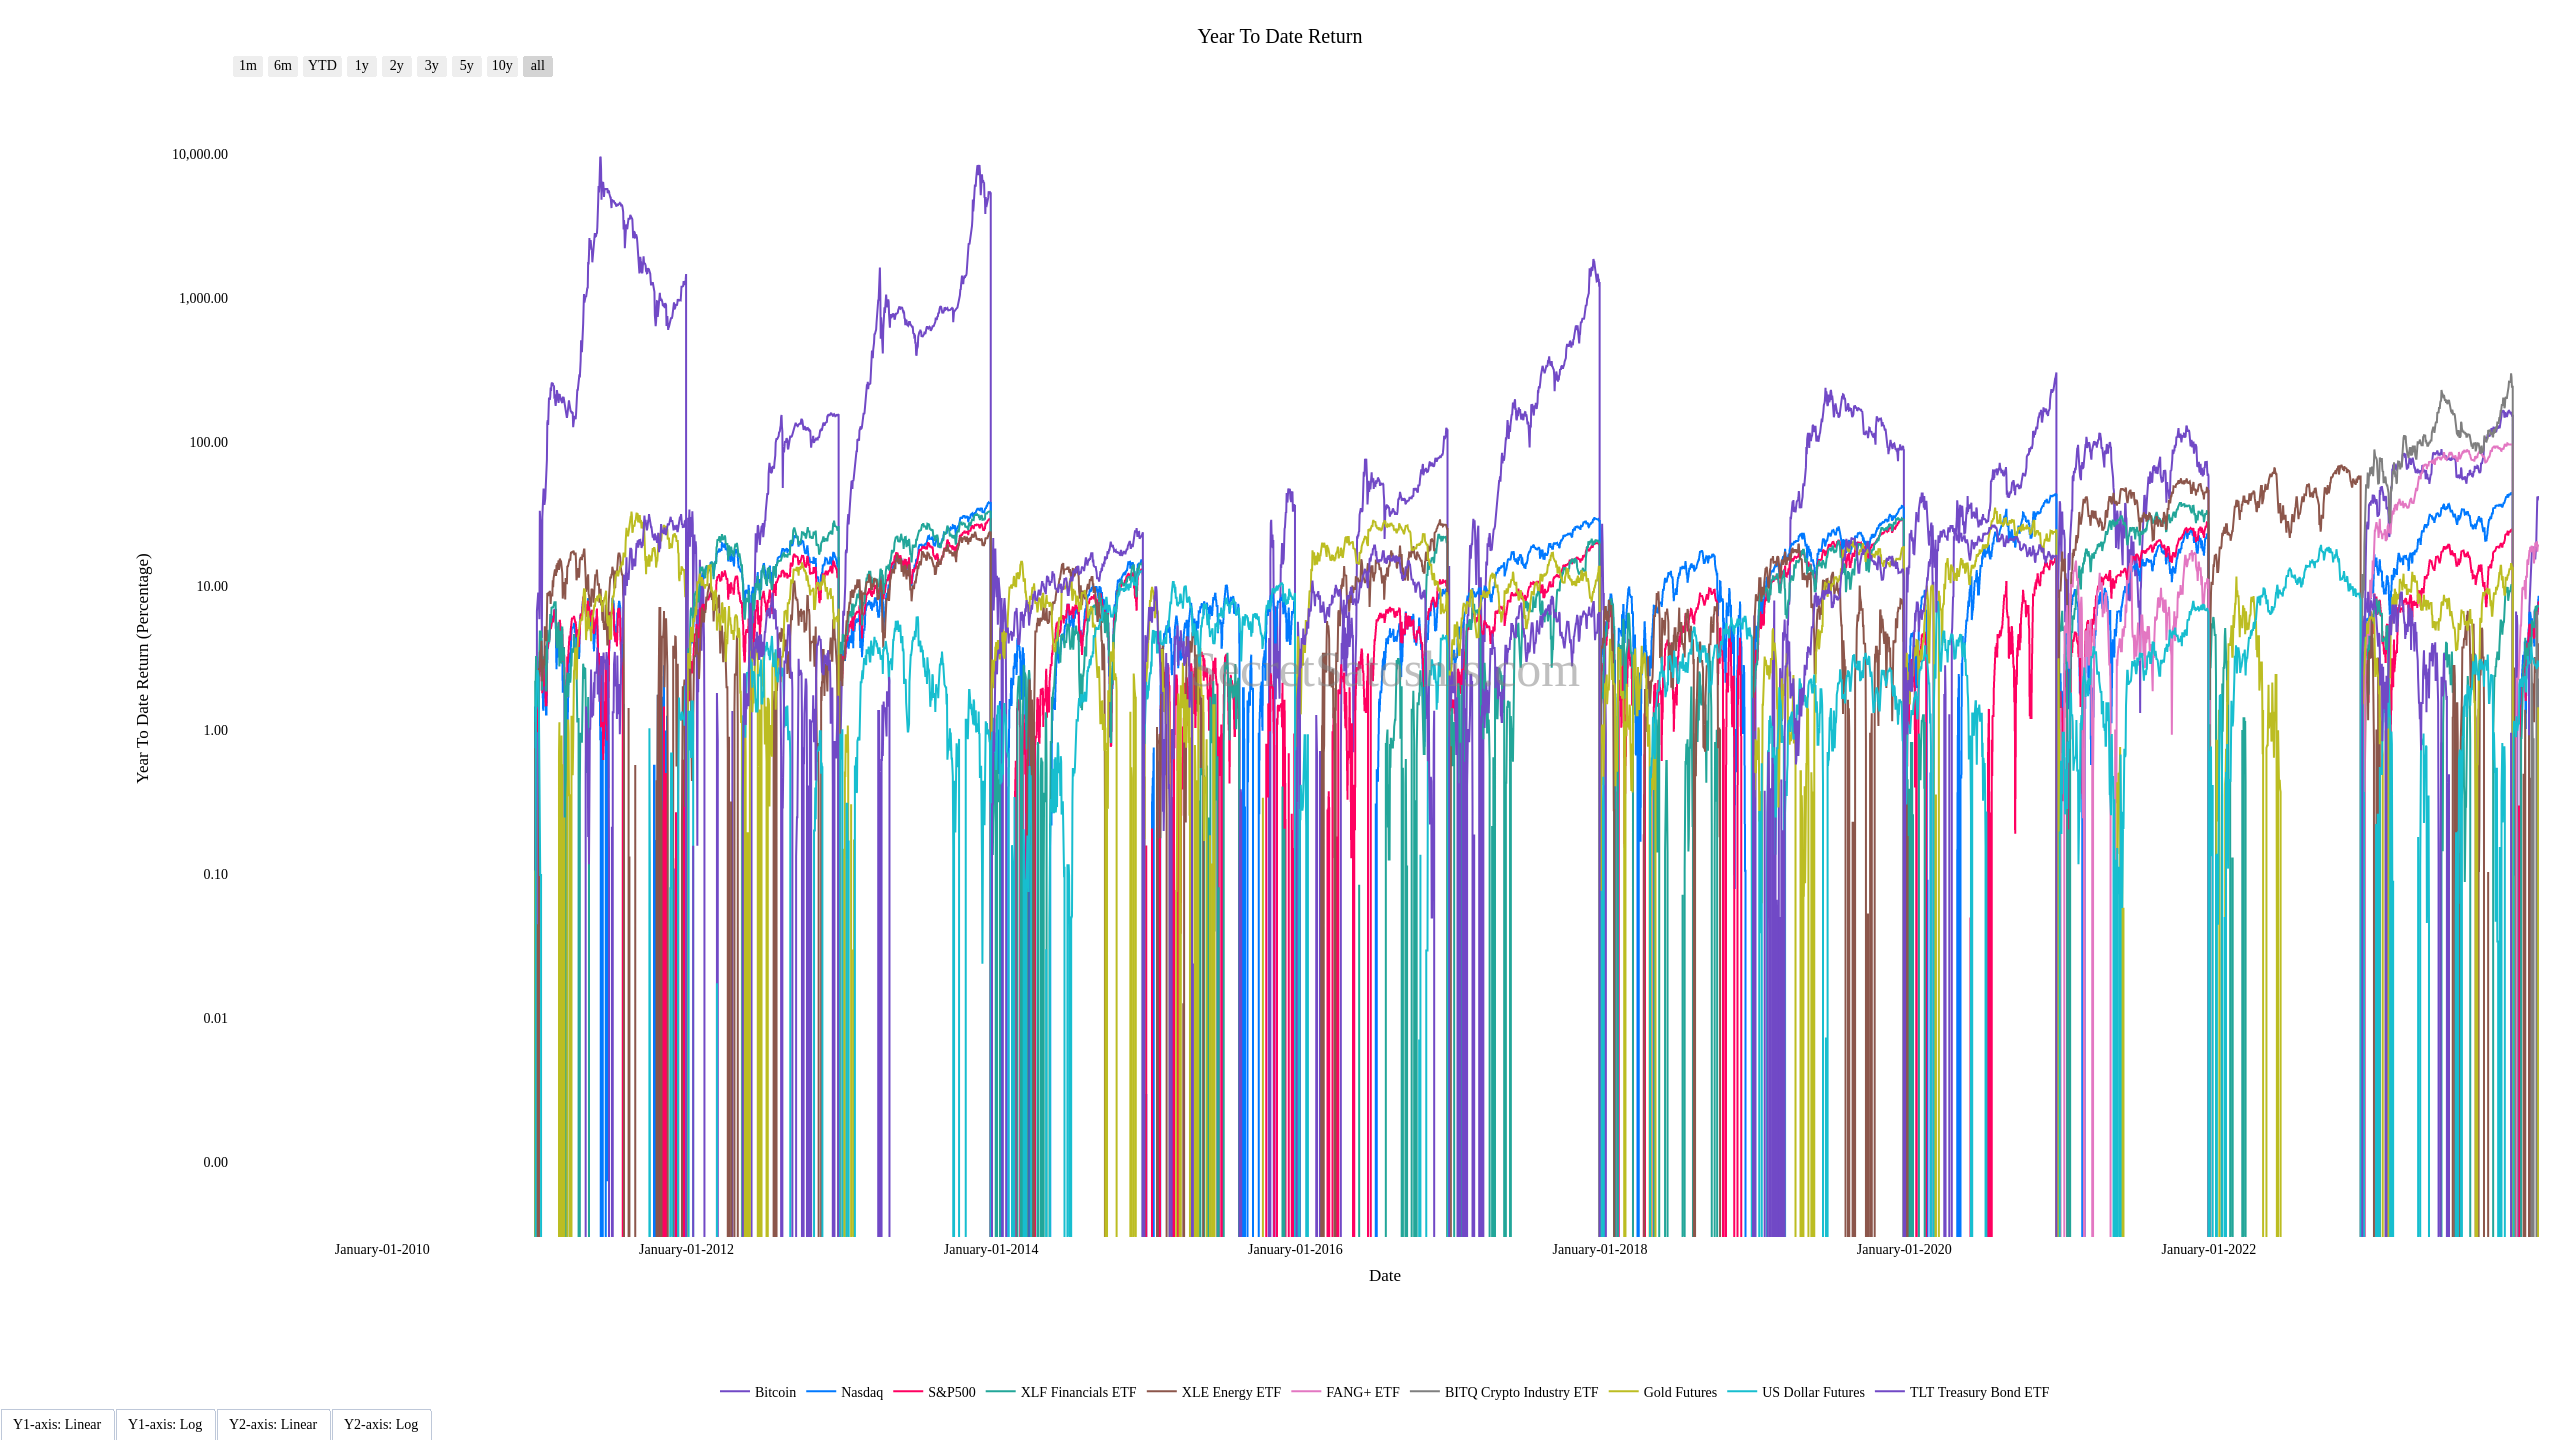 Year To Date Return
1m 6m YTD 1y 2y 3y 5y 10y all
10,000.00
1,000.00
100.00
10.00
1.00
0.10
0.01
0.00
Year To Date Return (Percentage)
SecretSatoshis.com
January-01-2010 January-01-2012 January-01-2014 January-01-2016 January-01-2018 January-01-2020 January-01-2022
Date
Bitcoin Nasdaq S&P500 XLF Financials ETF XLE Energy ETF FANG+ ETF BITQ Crypto Industry ETF Gold Futures US Dollar Futures TLT Treasury Bond ETF
Y1-axis: Linear Y1-axis: Log Y2-axis: Linear Y2-axis: Log